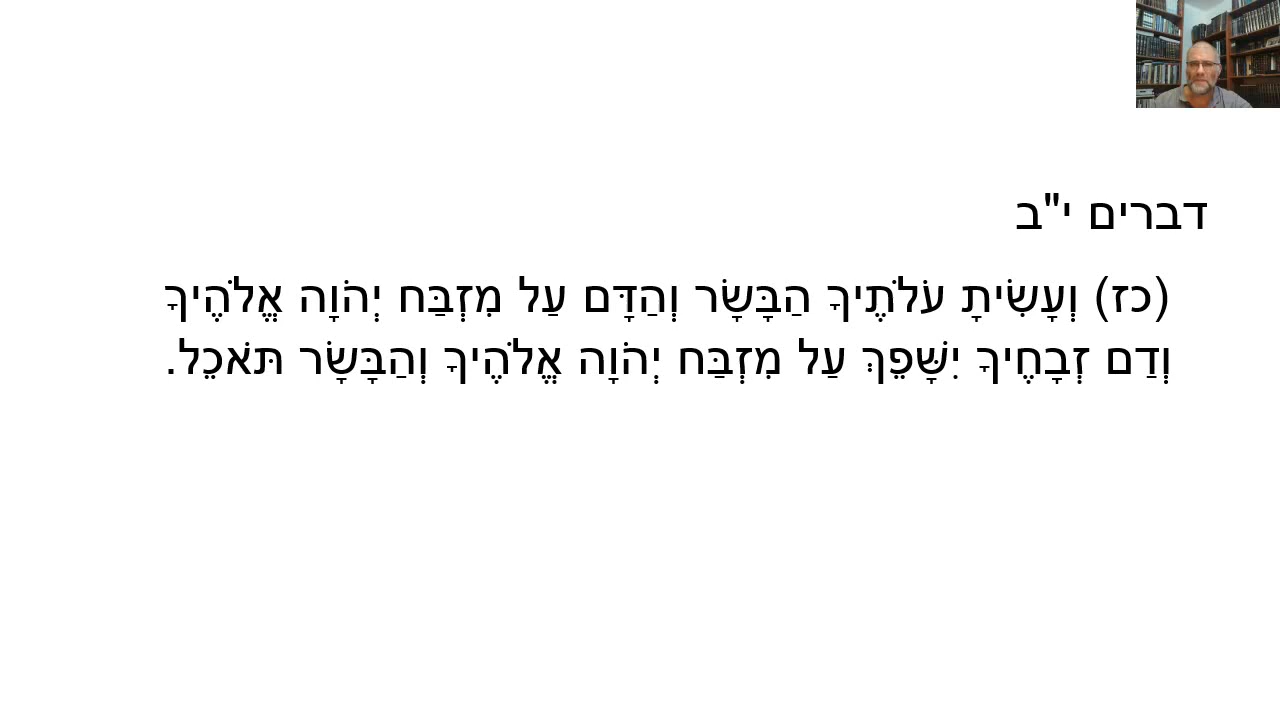 דברים י"ב
(כז) וְעָשִׂיתָ עֹלֹתֶיךָ הַבָּשָׂר וְהַדָּם עַל מִזְבַּח יְהֹוָה אֱלֹהֶיךָ
וְדַם זְבָחֶיךָ יִשָּׁפֵךְ עַל מִזְבַּח יְהֹוָה אֱלֹהֶיךָ וְהַבָּשָׂר תֹּאכֵל.